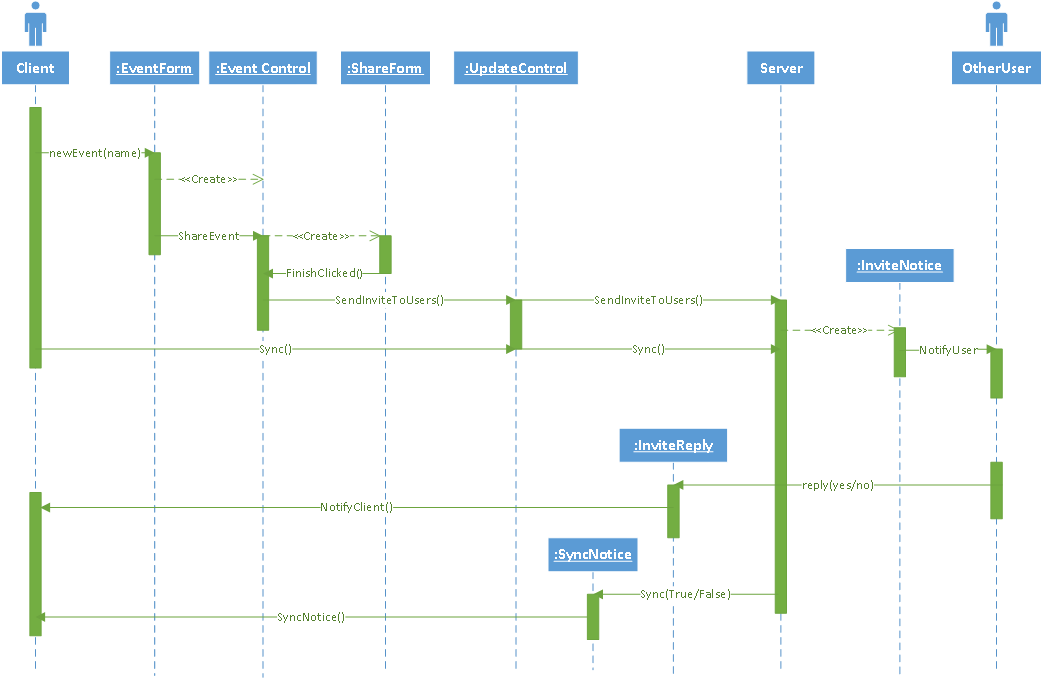 Client
:EventForm
:Event Control
:ShareForm
:UpdateControl
Server
OtherUser
newEvent(name)
<<Create>>
ShareEvent
<<Create>>
:InviteNotice
FinishClicked()
SendInviteToUsers()
SendInviteToUsers()
<<Create>>
Sync()
Sync()
NotifyUser
:InviteReply
reply(yes/no)
NotifyClient()
:SyncNotice
Sync(True/False)
SyncNotice()